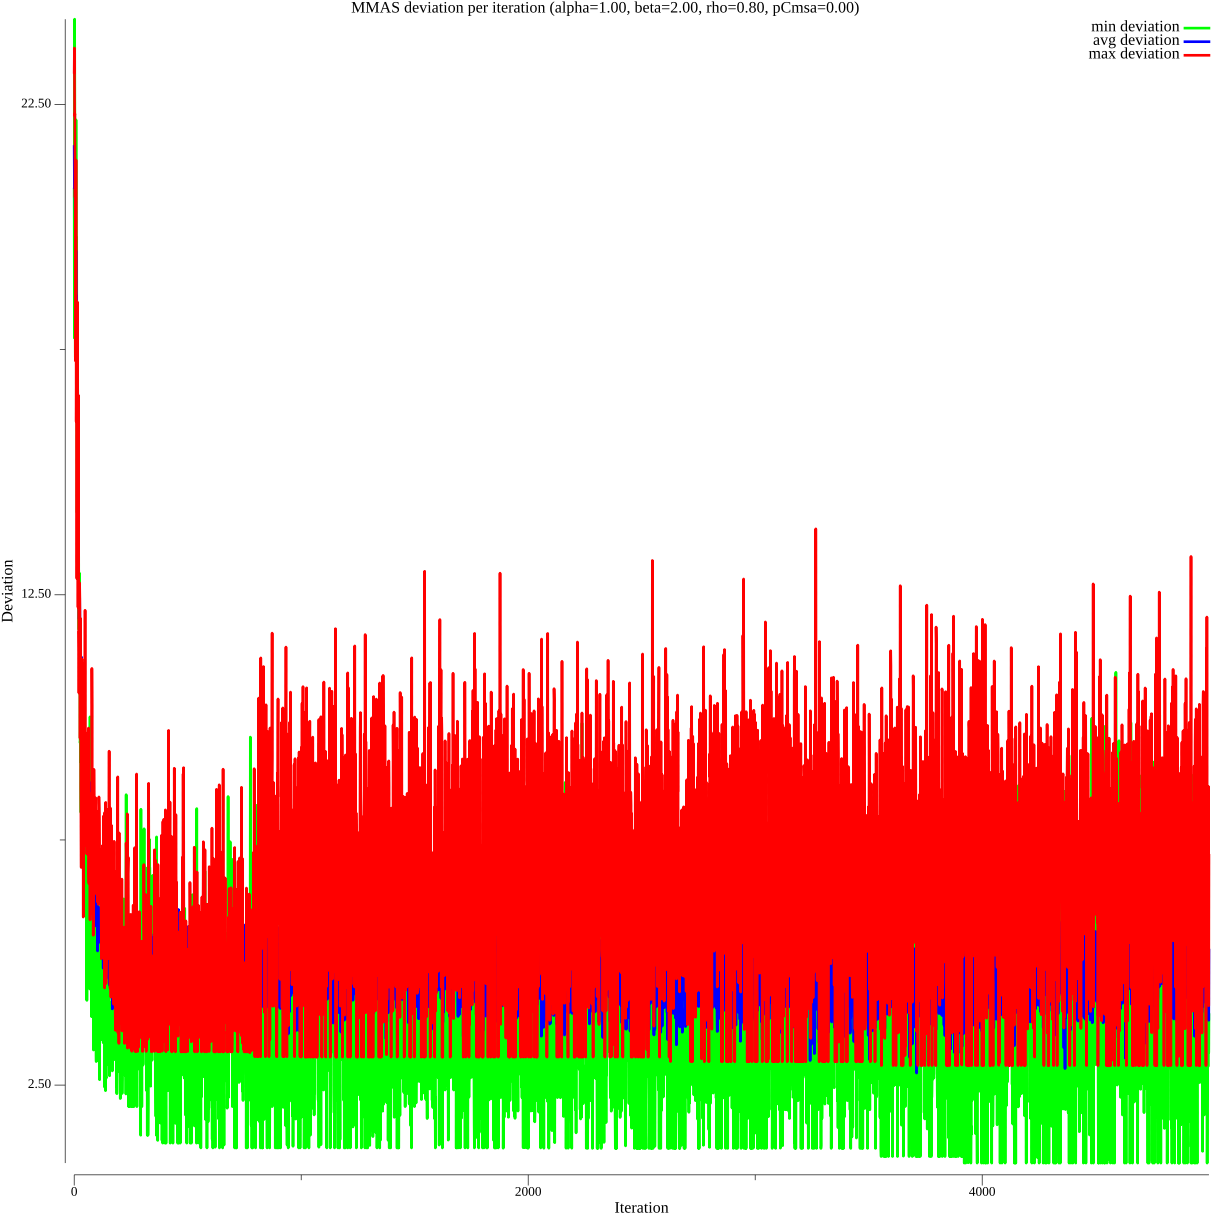 MMAS deviation per iteration (alpha=1.00, beta=2.00, rho=0.80, pCmsa=0.00)
min deviation
avg deviation
max deviation
22.50
12.50
2.50
Deviation
0
2000
4000
Iteration